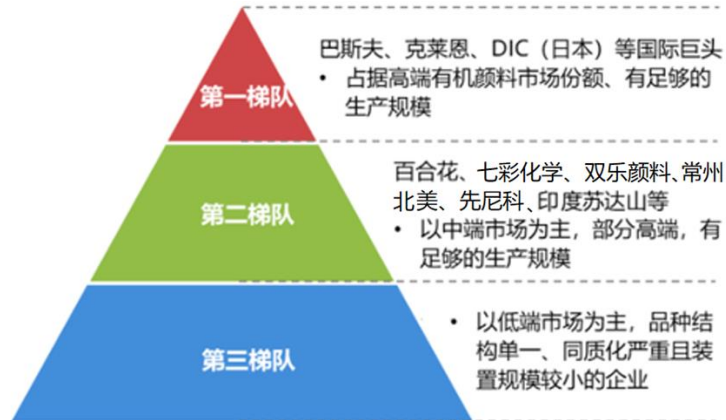 第一梯队
巴斯夫、克莱恩、DIC（日本）等国际巨头
• 占据高端有机颜料市场份额、有足够的
生产规模
第二梯队
百合花、七彩化学、双乐颜料、常州
北美、先尼科、印度苏达山等
• 以中端市场为主，部分高端，有
足够的生产规模
第三梯队
• 以低端市场为主，品种结
构单一、同质化严重且装
置规模较小的企业